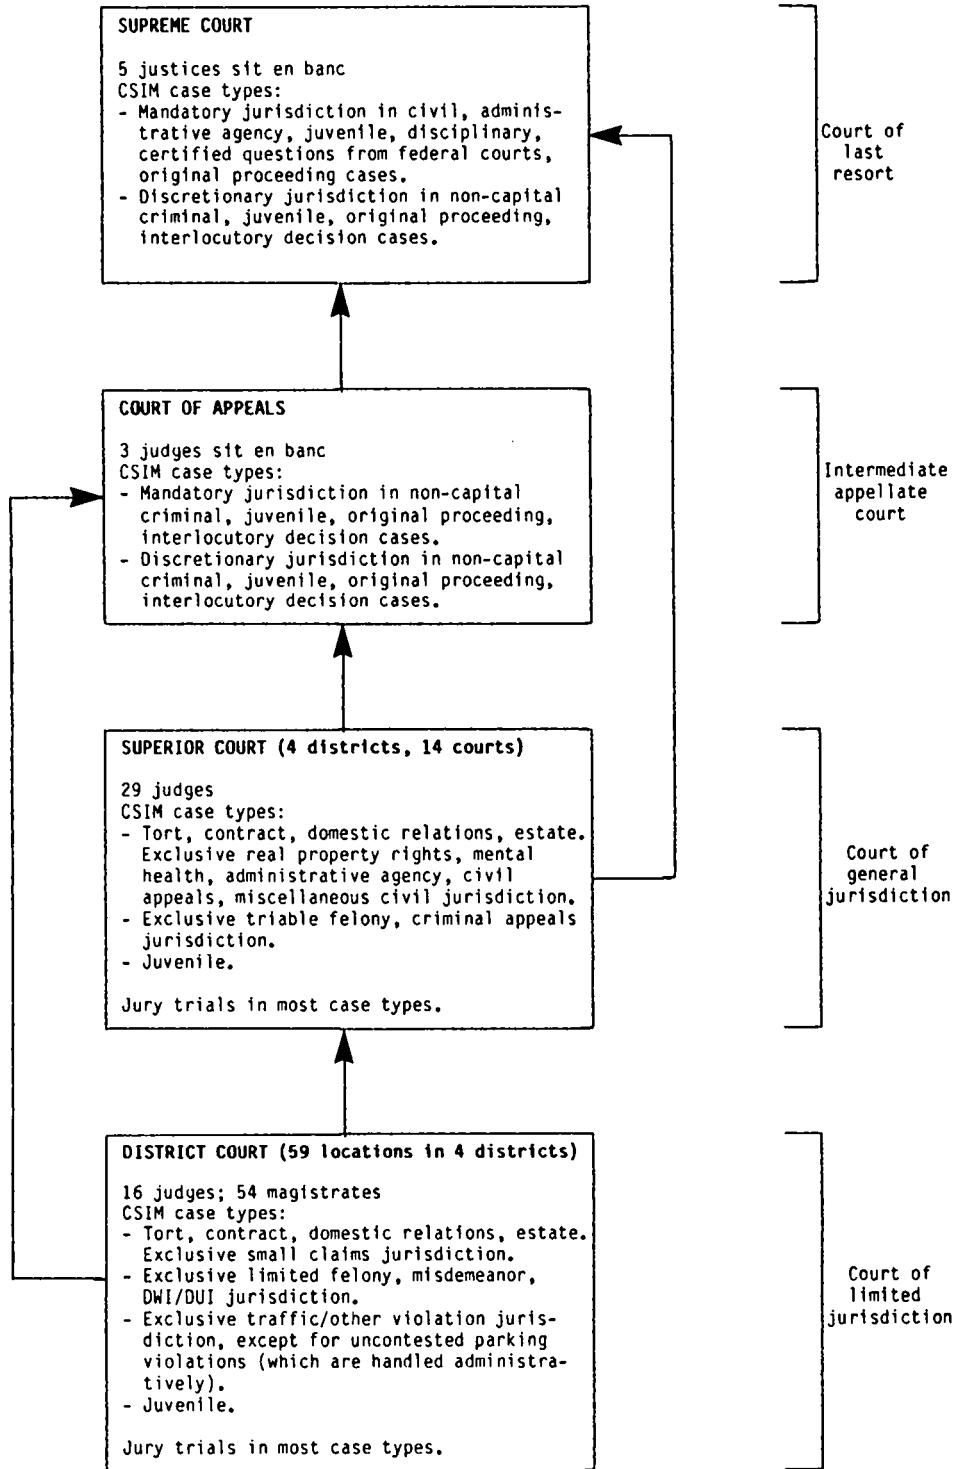 SUPREME COURT
5 justices sit en banc
CSIM case types:
- Mandatory jurisdiction in civil, adminis-
trative agency, juvenile, disciplinary,
certified questions from federal courts,
original proceeding cases.
- Discretionary jurisdiction in non-capital
criminal, juvenile, original proceeding,
interlocutory decision cases.
Court of
last
resort
COURT OF APPEALS
3 judges sit en banc
CSIM case types:
- Mandatory jurisdiction in non-capital
criminal, juvenile, original proceeding,
interlocutory decision cases.
- Discretionary jurisdiction in non-capital
criminal, juvenile, original proceeding,
interlocutory decision cases.
Intermediate
appellate
court
SUPERIOR COURT (4 districts, 14 courts)
29 judges
CSIM case types:
- Tort, contract, domestic relations, estate.
Exclusive real property rights, mental
health, administrative agency, civil
appeals, miscellaneous civil jurisdiction.
- Exclusive triable felony, criminal appeals
jurisdiction.
- Juvenile.
Jury trials in most case types.
Court of
general
jurisdiction
DISTRICT COURT (59 locations in 4 districts)
16 judges; 54 magistrates
CSIM case types:
- Tort, contract, domestic relations, estate.
Exclusive small claims jurisdiction.
- Exclusive limited felony, misdemeanor,
DWI/DUI jurisdiction.
- Exclusive traffic/other violation juris-
diction, except for uncontested parking
violations (which are handled administra-
tively).
- Juvenile.
Jury trials in most case types.
Court of
limited
jurisdiction